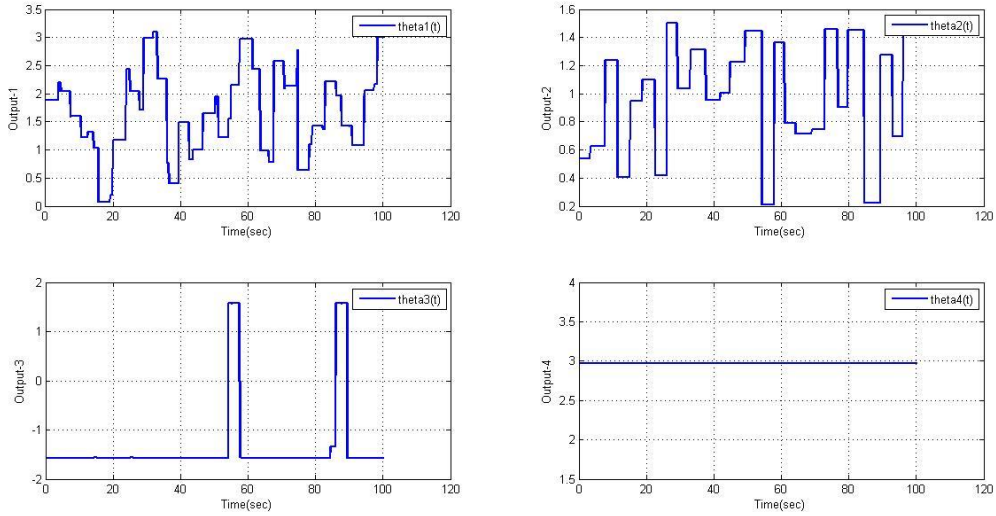 3.5
3
2.5
2
1.5
1
0.5
0
Output-1
0 20 40 60 80 100 120
Time(sec)
theta1(t)
1.6
1.4
1.2
1
0.8
0.6
0.4
0.2
Output-2
0 20 40 60 80 100 120
Time(sec)
theta2(t)
2
1
0
-1
-2
Output-3
0 20 40 60 80 100 120
Time(sec)
theta3(t)
4
3.5
3
2.5
2
1.5
Output-4
0 20 40 60 80 100 120
Time(sec)
theta4(t)